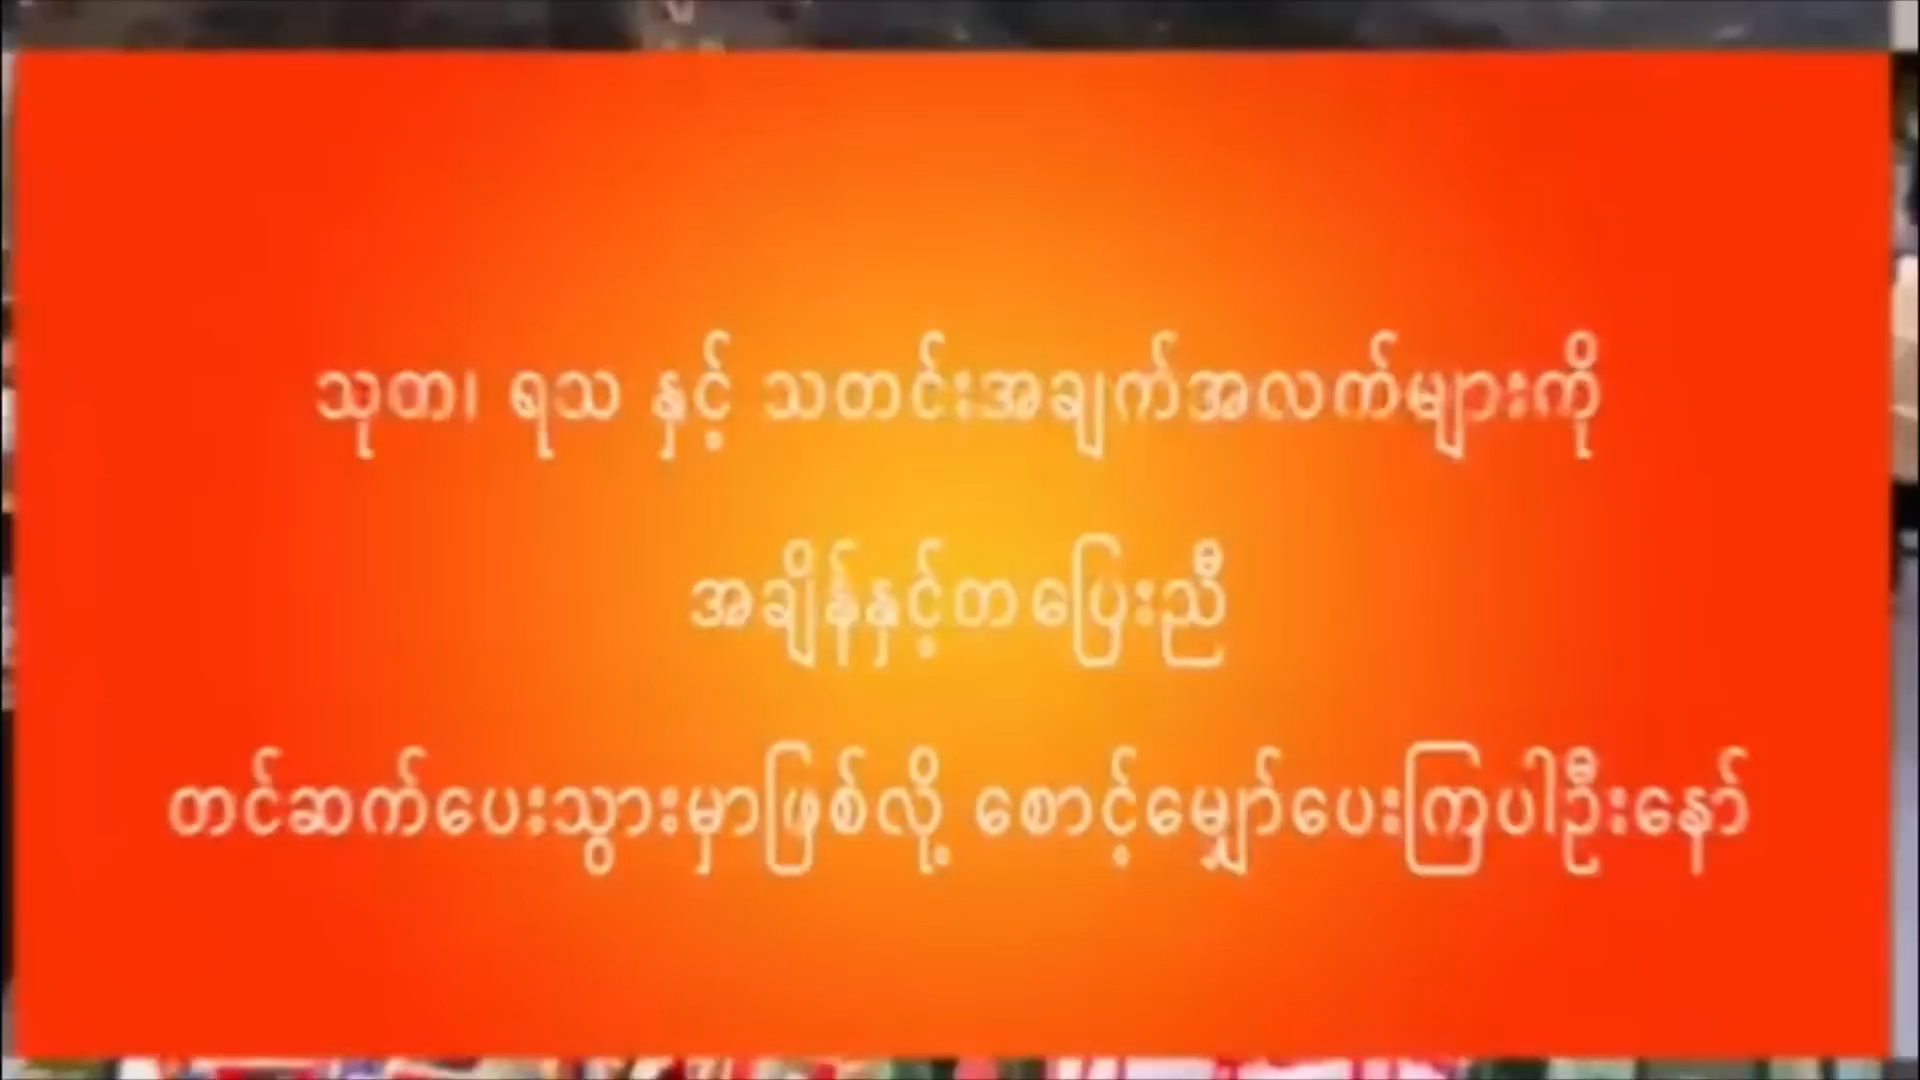 သုတ၊ ရသ နှင့် သတင်းအချက်အလက်များကို
အချိန်နှင့်တပြေးညီ
တင်ဆက်ပေးသွားမှာဖြစ်လို့ စောင့်မျှော်ပေးကြပါဦးနော်